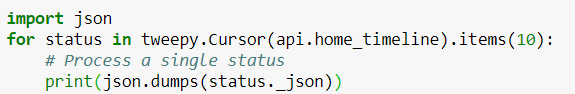 import json
for status in tweepy.Cursor(api.home_timeline).items(10):
    # Process a single status
    print(json.dumps(status._json))